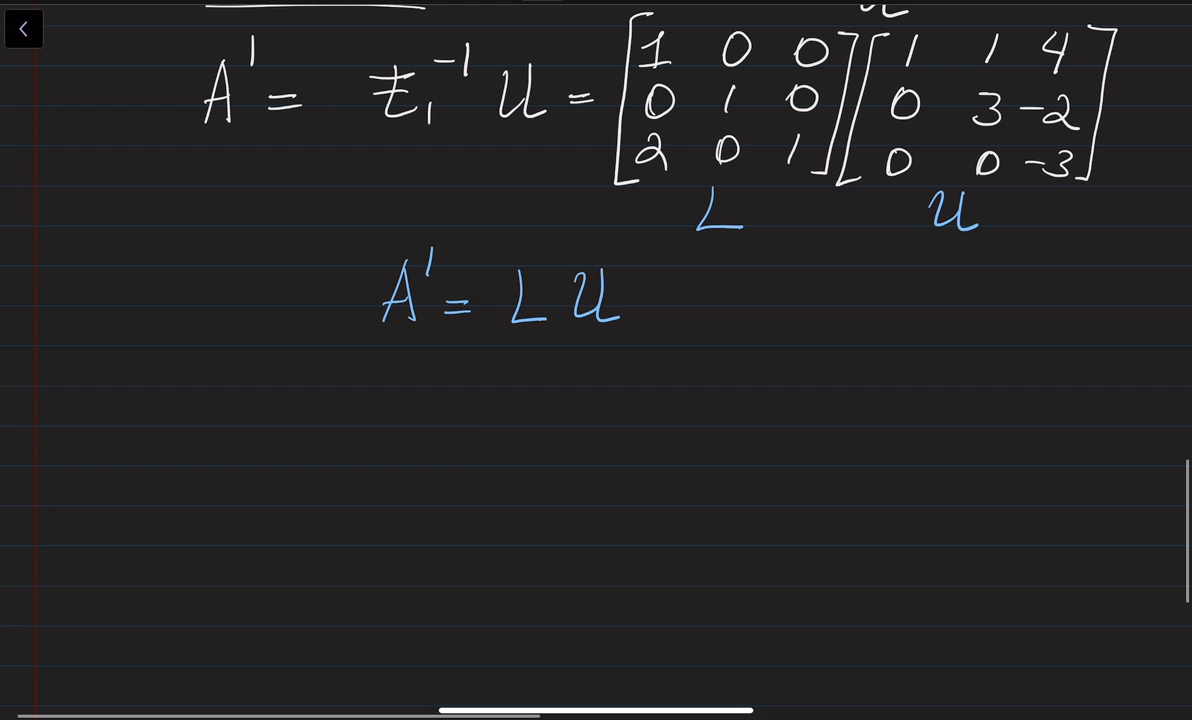 A' = E₁⁻¹ U = [1 0 0; 0 1 0; 2 0 1] [1 1 4; 0 3 -2; 0 0 -3]
L U
A' = L U